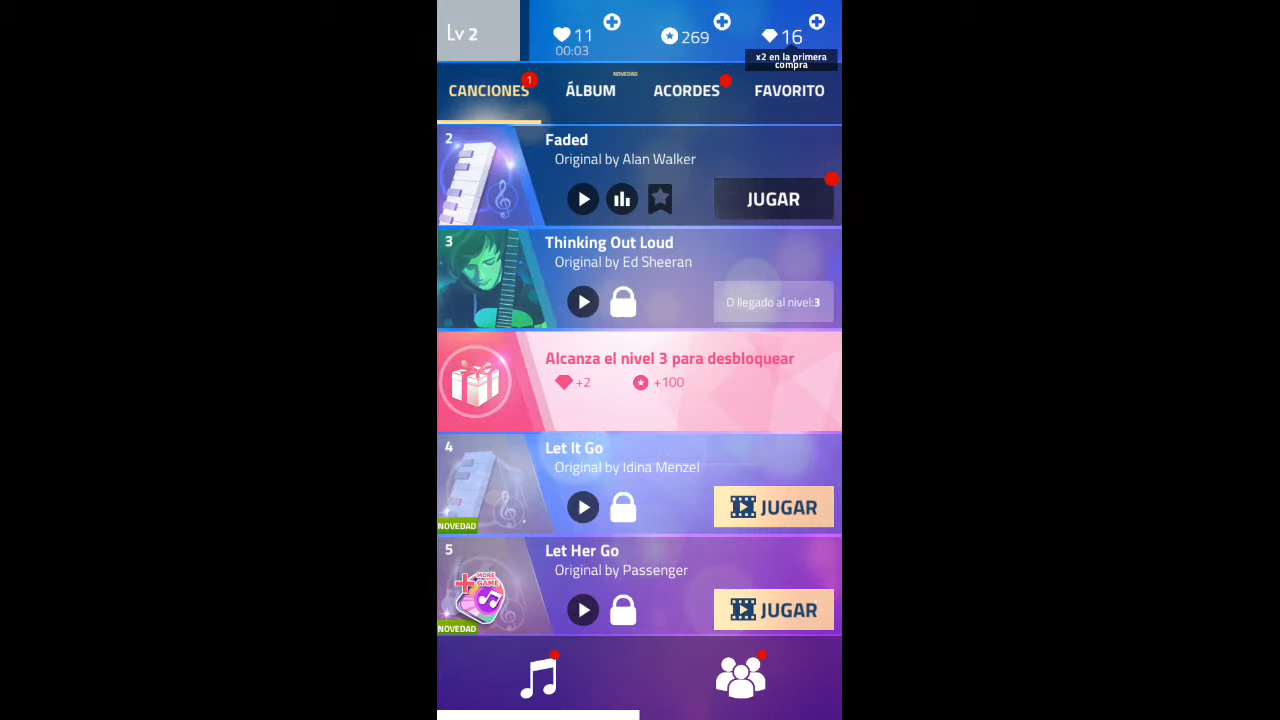 Lv 2
11
00:03
269
16
x2 en la primera
compra
CANCIONES
1
ÁLBUM
NOVEDAD
ACORDES
FAVORITO
2
Faded
Original by Alan Walker
JUGAR
3
Thinking Out Loud
Original by Ed Sheeran
O llegado al nivel:3
Alcanza el nivel 3 para desbloquear
+2
+100
4
Let It Go
Original by Idina Menzel
JUGAR
NOVEDAD
5
Let Her Go
Original by Passenger
MORE
GAME
JUGAR
NOVEDAD